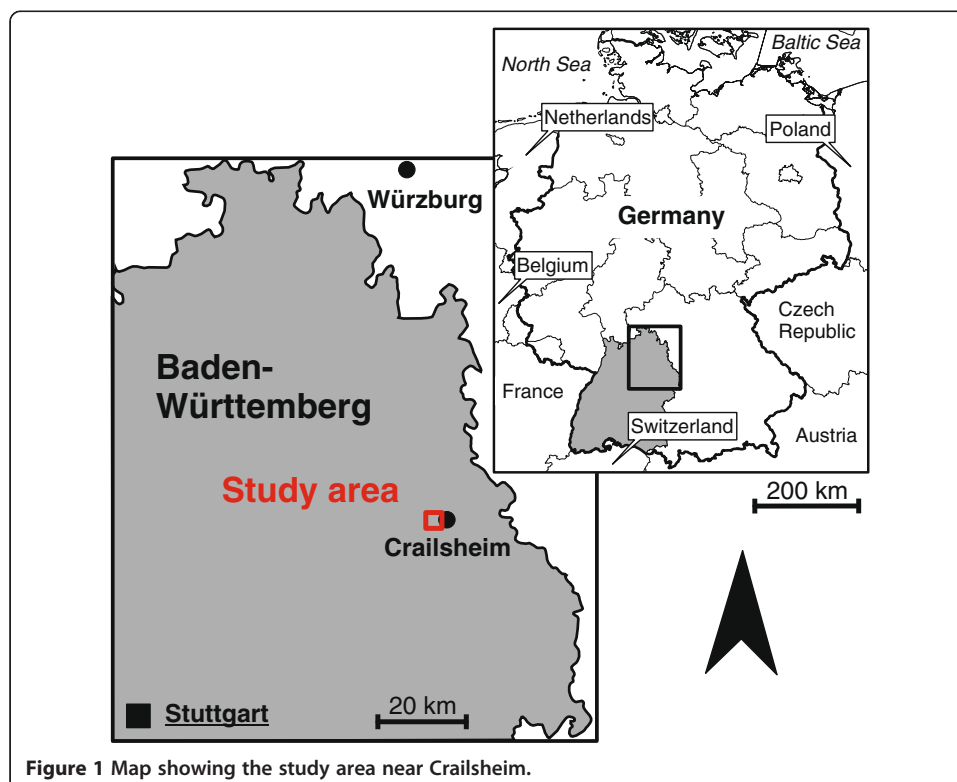 North Sea
Baltic Sea
Netherlands
Poland
Germany
Belgium
Czech
Republic
France
Switzerland
Austria
200 km
Würzburg
Baden-
Württemberg
Study area
Crailsheim
20 km
Stuttgart
Figure 1 Map showing the study area near Crailsheim.